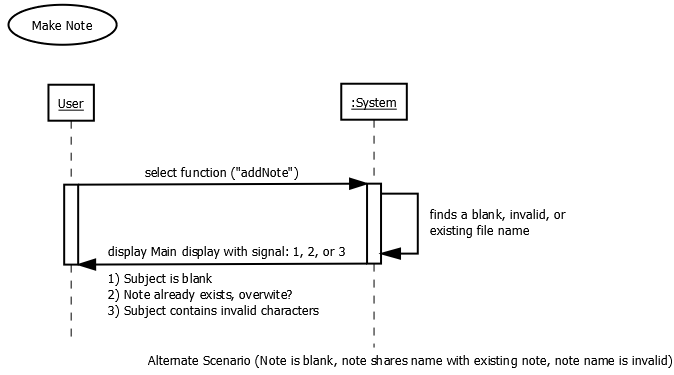 Make Note
User
:System
select function ("addNote")
finds a blank, invalid, or
existing file name
display Main display with signal: 1, 2, or 3
1) Subject is blank
2) Note already exists, overwite?
3) Subject contains invalid characters
Alternate Scenario (Note is blank, note shares name with existing note, note name is invalid)